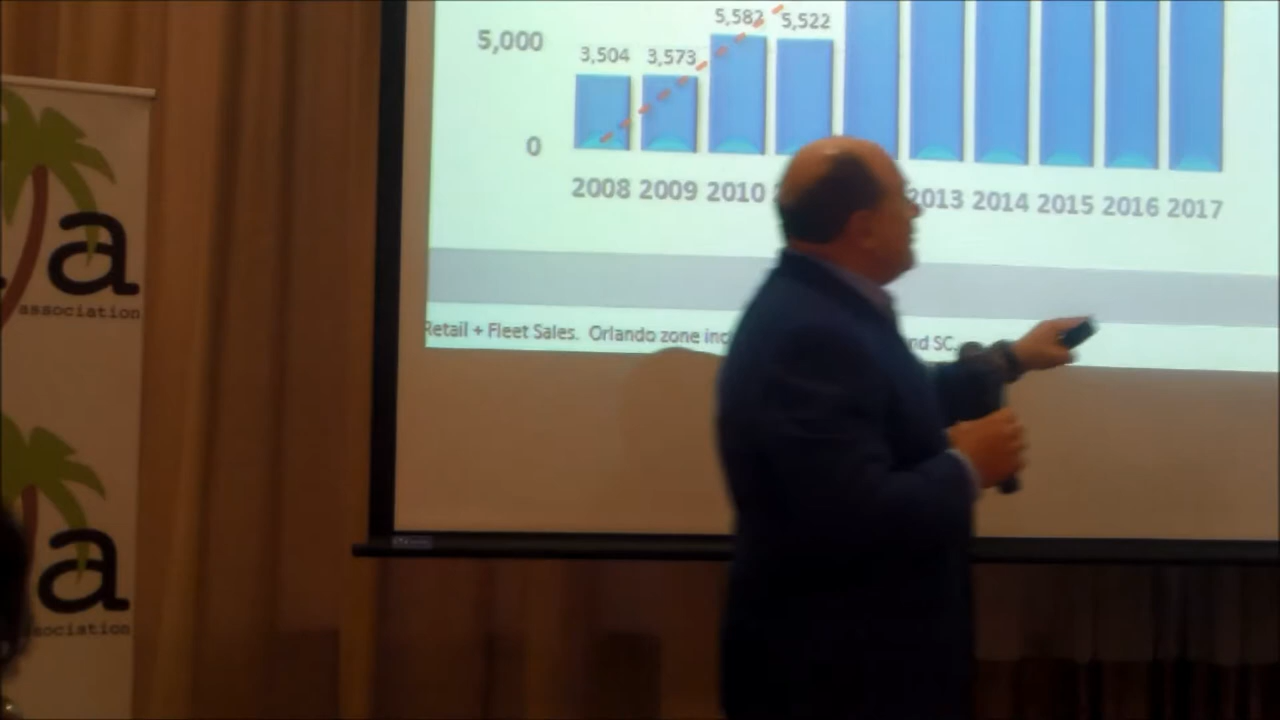 5,582 5,522
5,000
3,504 3,573
0
2008 2009 2010 2013 2014 2015 2016 2017
Retail + Fleet Sales. Orlando zone inc nd SC.
a
association
a
sociation